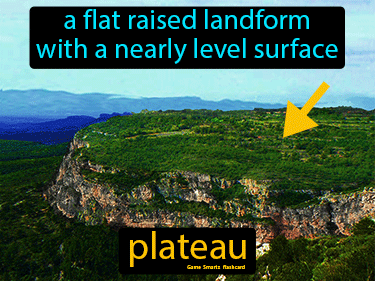 a flat raised landform
with a nearly level surface
plateau
Game Smartz flashcard